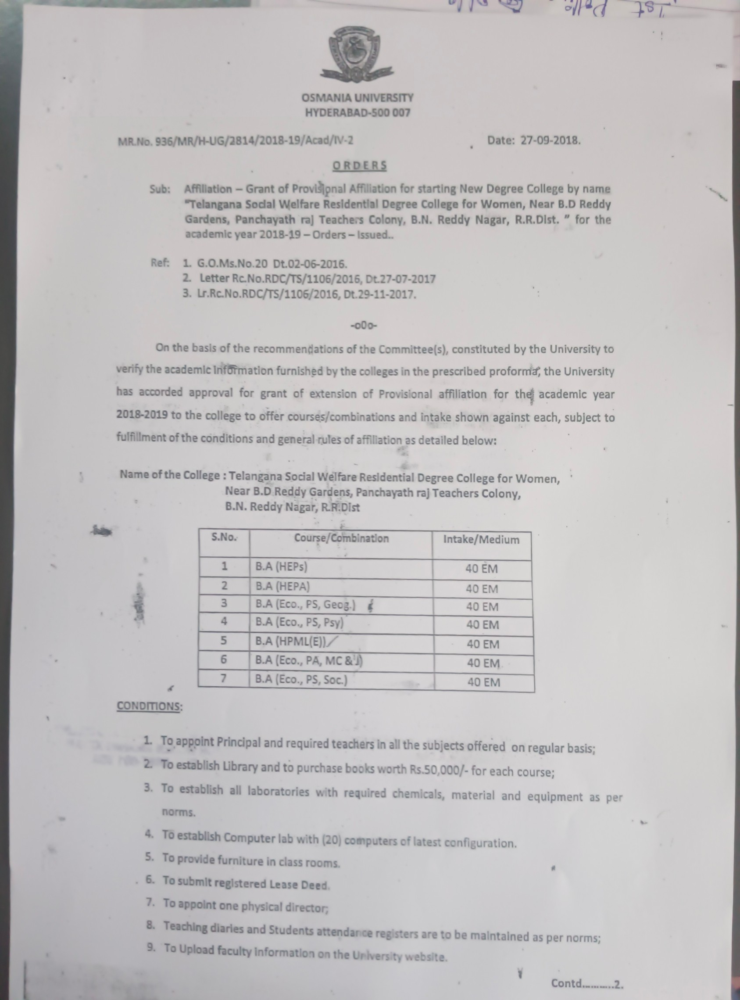 OSMANIA UNIVERSITY
HYDERABAD-500 007
MR.No. 936/MR/H-UG/2814/2018-19/Acad/IV-2 Date: 27-09-2018.
ORDERS
Sub: Affiliation – Grant of Provisional Affiliation for starting New Degree College by name
"Telangana Social Welfare Residential Degree College for Women, Near B.D Reddy
Gardens, Panchayath raj Teachers Colony, B.N. Reddy Nagar, R.R.Dist. " for the
academic year 2018-19 – Orders – Issued..
Ref: 1. G.O.Ms.No.20 Dt.02-06-2016.
2. Letter Rc.No.RDC/TS/1106/2016, Dt.27-07-2017
3. Lr.Rc.No.RDC/TS/1106/2016, Dt.29-11-2017.
-o0o-
On the basis of the recommendations of the Committee(s), constituted by the University to
verify the academic information furnished by the colleges in the prescribed proforma, the University
has accorded approval for grant of extension of Provisional affiliation for the academic year
2018-2019 to the college to offer courses/combinations and intake shown against each, subject to
fulfillment of the conditions and general rules of affiliation as detailed below:
Name of the College : Telangana Social Welfare Residential Degree College for Women,
Near B.D Reddy Gardens, Panchayath raj Teachers Colony,
B.N. Reddy Nagar, R.R.Dist
S.No. Course/Combination Intake/Medium
1 B.A (HEPs) 40 EM
2 B.A (HEPA) 40 EM
3 B.A (Eco., PS, Geog.) 40 EM
4 B.A (Eco., PS, Psy) 40 EM
5 B.A (HPML(E)) 40 EM
6 B.A (Eco., PA, MC & J) 40 EM
7 B.A (Eco., PS, Soc.) 40 EM
CONDITIONS:
1. To appoint Principal and required teachers in all the subjects offered on regular basis;
2. To establish Library and to purchase books worth Rs.50,000/- for each course;
3. To establish all laboratories with required chemicals, material and equipment as per
norms.
4. To establish Computer lab with (20) computers of latest configuration.
5. To provide furniture in class rooms.
6. To submit registered Lease Deed.
7. To appoint one physical director;
8. Teaching diaries and Students attendance registers are to be maintained as per norms;
9. To Upload faculty information on the University website.
Contd...........2.